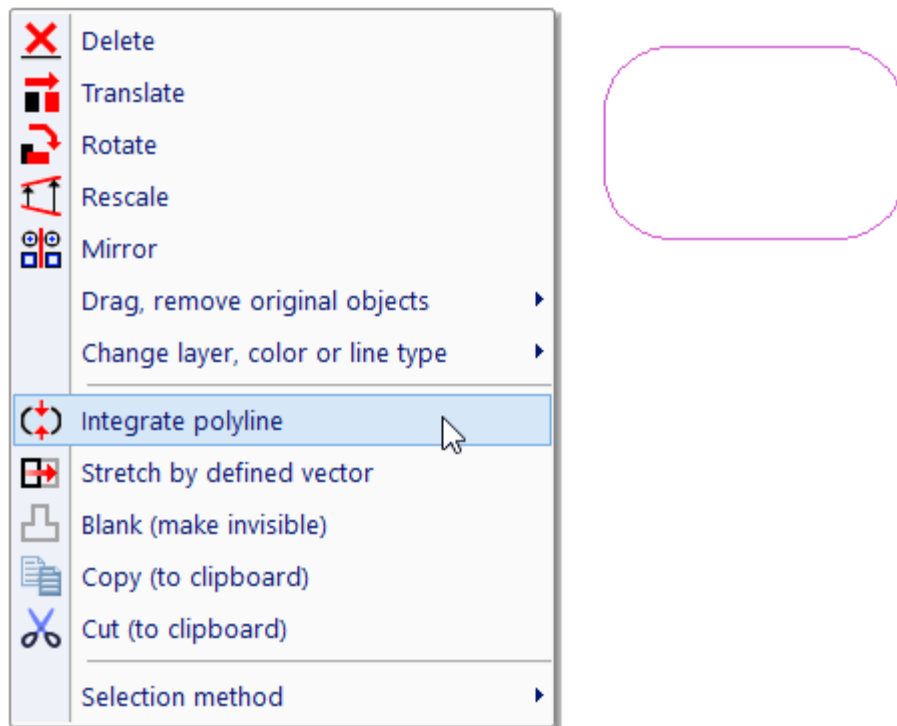 Delete
Translate
Rotate
Rescale
Mirror
Drag, remove original objects
Change layer, color or line type
Integrate polyline
Stretch by defined vector
Blank (make invisible)
Copy (to clipboard)
Cut (to clipboard)
Selection method